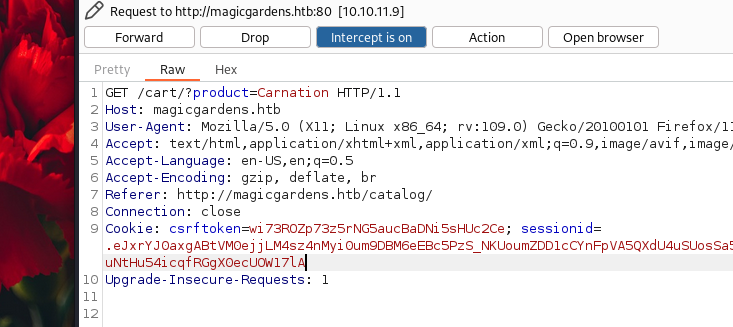 Request to http://magicgardens.htb:80 [10.10.11.9]
Forward Drop Intercept is on Action Open browser
Pretty Raw Hex
1 GET /cart/?product=Carnation HTTP/1.1
2 Host: magicgardens.htb
3 User-Agent: Mozilla/5.0 (X11; Linux x86_64; rv:109.0) Gecko/20100101 Firefox/11
4 Accept: text/html,application/xhtml+xml,application/xml;q=0.9,image/avif,image/
5 Accept-Language: en-US,en;q=0.5
6 Accept-Encoding: gzip, deflate, br
7 Referer: http://magicgardens.htb/catalog/
8 Connection: close
9 Cookie: csrftoken=wi73ROZp73z5rNG5aucBaDNi5sHUc2Ce; sessionid=
.eJxrYJ0axgABtVM0ejjLM4sz4nMyi0um9DBM6eEBc5PzS_NKUoumZDD1cCYnFpVA5QXdU4uSUosSa5
uNtHu54icqfRGgX0ecUOW17lA
10 Upgrade-Insecure-Requests: 1
11
12